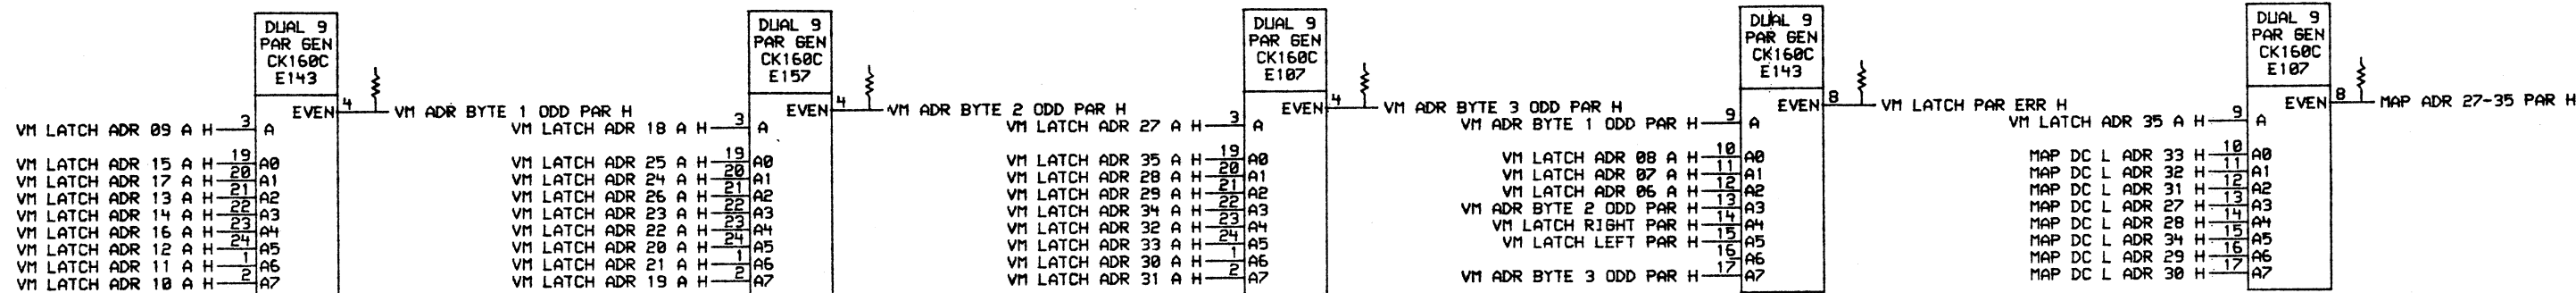 DUAL 9
PAR GEN
CK160C
E143
EVEN 4 VM ADR BYTE 1 ODD PAR H
VM LATCH ADR 09 A H 3 A
VM LATCH ADR 15 A H 19 A0
VM LATCH ADR 17 A H 20 A1
VM LATCH ADR 13 A H 21 A2
VM LATCH ADR 14 A H 22 A3
VM LATCH ADR 16 A H 23 A4
VM LATCH ADR 12 A H 24 A5
VM LATCH ADR 11 A H 1 A6
VM LATCH ADR 10 A H 2 A7
DUAL 9
PAR GEN
CK160C
E157
EVEN 4 VM ADR BYTE 2 ODD PAR H
VM LATCH ADR 18 A H 3 A
VM LATCH ADR 25 A H 19 A0
VM LATCH ADR 24 A H 20 A1
VM LATCH ADR 26 A H 21 A2
VM LATCH ADR 23 A H 22 A3
VM LATCH ADR 22 A H 23 A4
VM LATCH ADR 20 A H 24 A5
VM LATCH ADR 21 A H 1 A6
VM LATCH ADR 19 A H 2 A7
DUAL 9
PAR GEN
CK160C
E107
EVEN 4 VM ADR BYTE 3 ODD PAR H
VM LATCH ADR 27 A H 3 A
VM LATCH ADR 35 A H 19 A0
VM LATCH ADR 28 A H 20 A1
VM LATCH ADR 29 A H 21 A2
VM LATCH ADR 34 A H 22 A3
VM LATCH ADR 32 A H 23 A4
VM LATCH ADR 33 A H 24 A5
VM LATCH ADR 30 A H 1 A6
VM LATCH ADR 31 A H 2 A7
DUAL 9
PAR GEN
CK160C
E143
EVEN 8 VM LATCH PAR ERR H
VM ADR BYTE 1 ODD PAR H 9 A
VM LATCH ADR 08 A H 10 A0
VM LATCH ADR 07 A H 11 A1
VM LATCH ADR 06 A H 12 A2
VM ADR BYTE 2 ODD PAR H 13 A3
VM LATCH RIGHT PAR H 14 A4
VM LATCH LEFT PAR H 15 A5
16 A6
VM ADR BYTE 3 ODD PAR H 17 A7
DUAL 9
PAR GEN
CK160C
E107
EVEN 8 MAP ADR 27-35 PAR H
VM LATCH ADR 35 A H 9 A
MAP DC L ADR 33 H 10 A0
MAP DC L ADR 32 H 11 A1
MAP DC L ADR 31 H 12 A2
MAP DC L ADR 27 H 13 A3
MAP DC L ADR 28 H 14 A4
MAP DC L ADR 34 H 15 A5
MAP DC L ADR 29 H 16 A6
MAP DC L ADR 30 H 17 A7